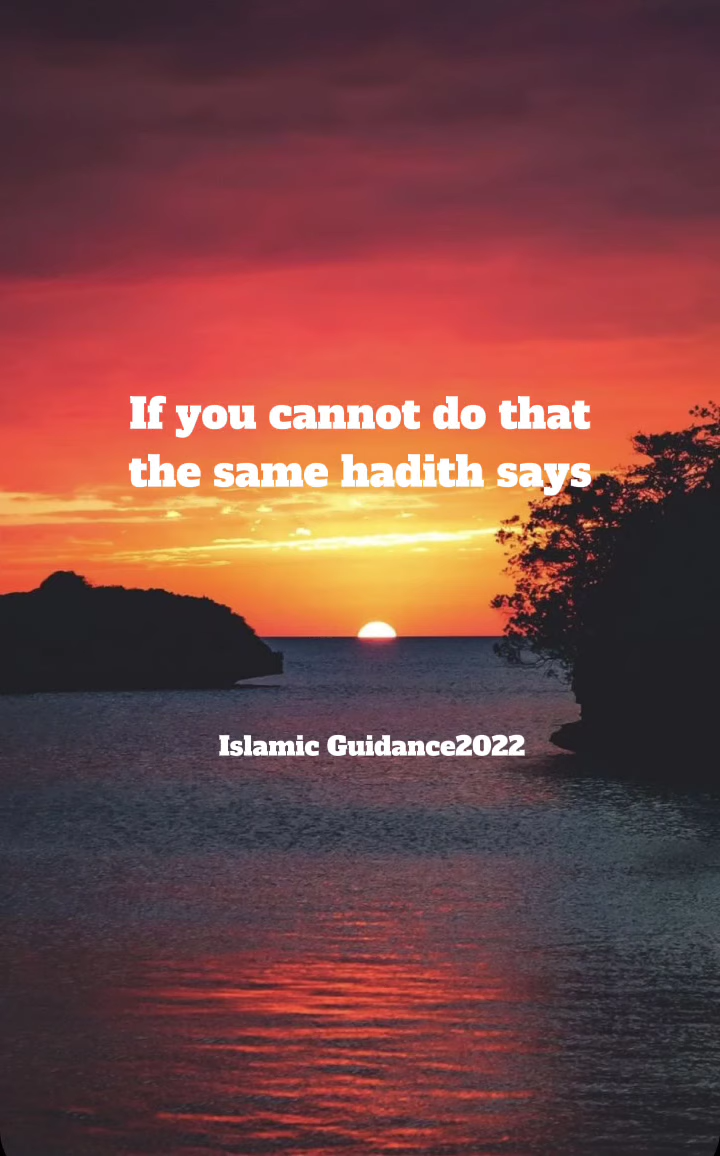 If you cannot do that
the same hadith says
Islamic Guidance2022